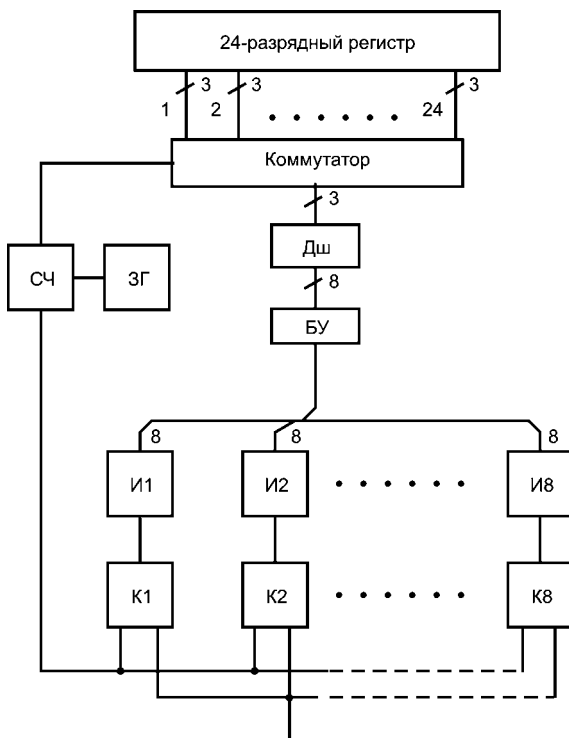 24-разрядный регистр
3 3 3
1 2 24
Коммутатор
3
СЧ ЗГ Дш
8
БУ
8 8 8
И1 И2 И8
К1 К2 К8